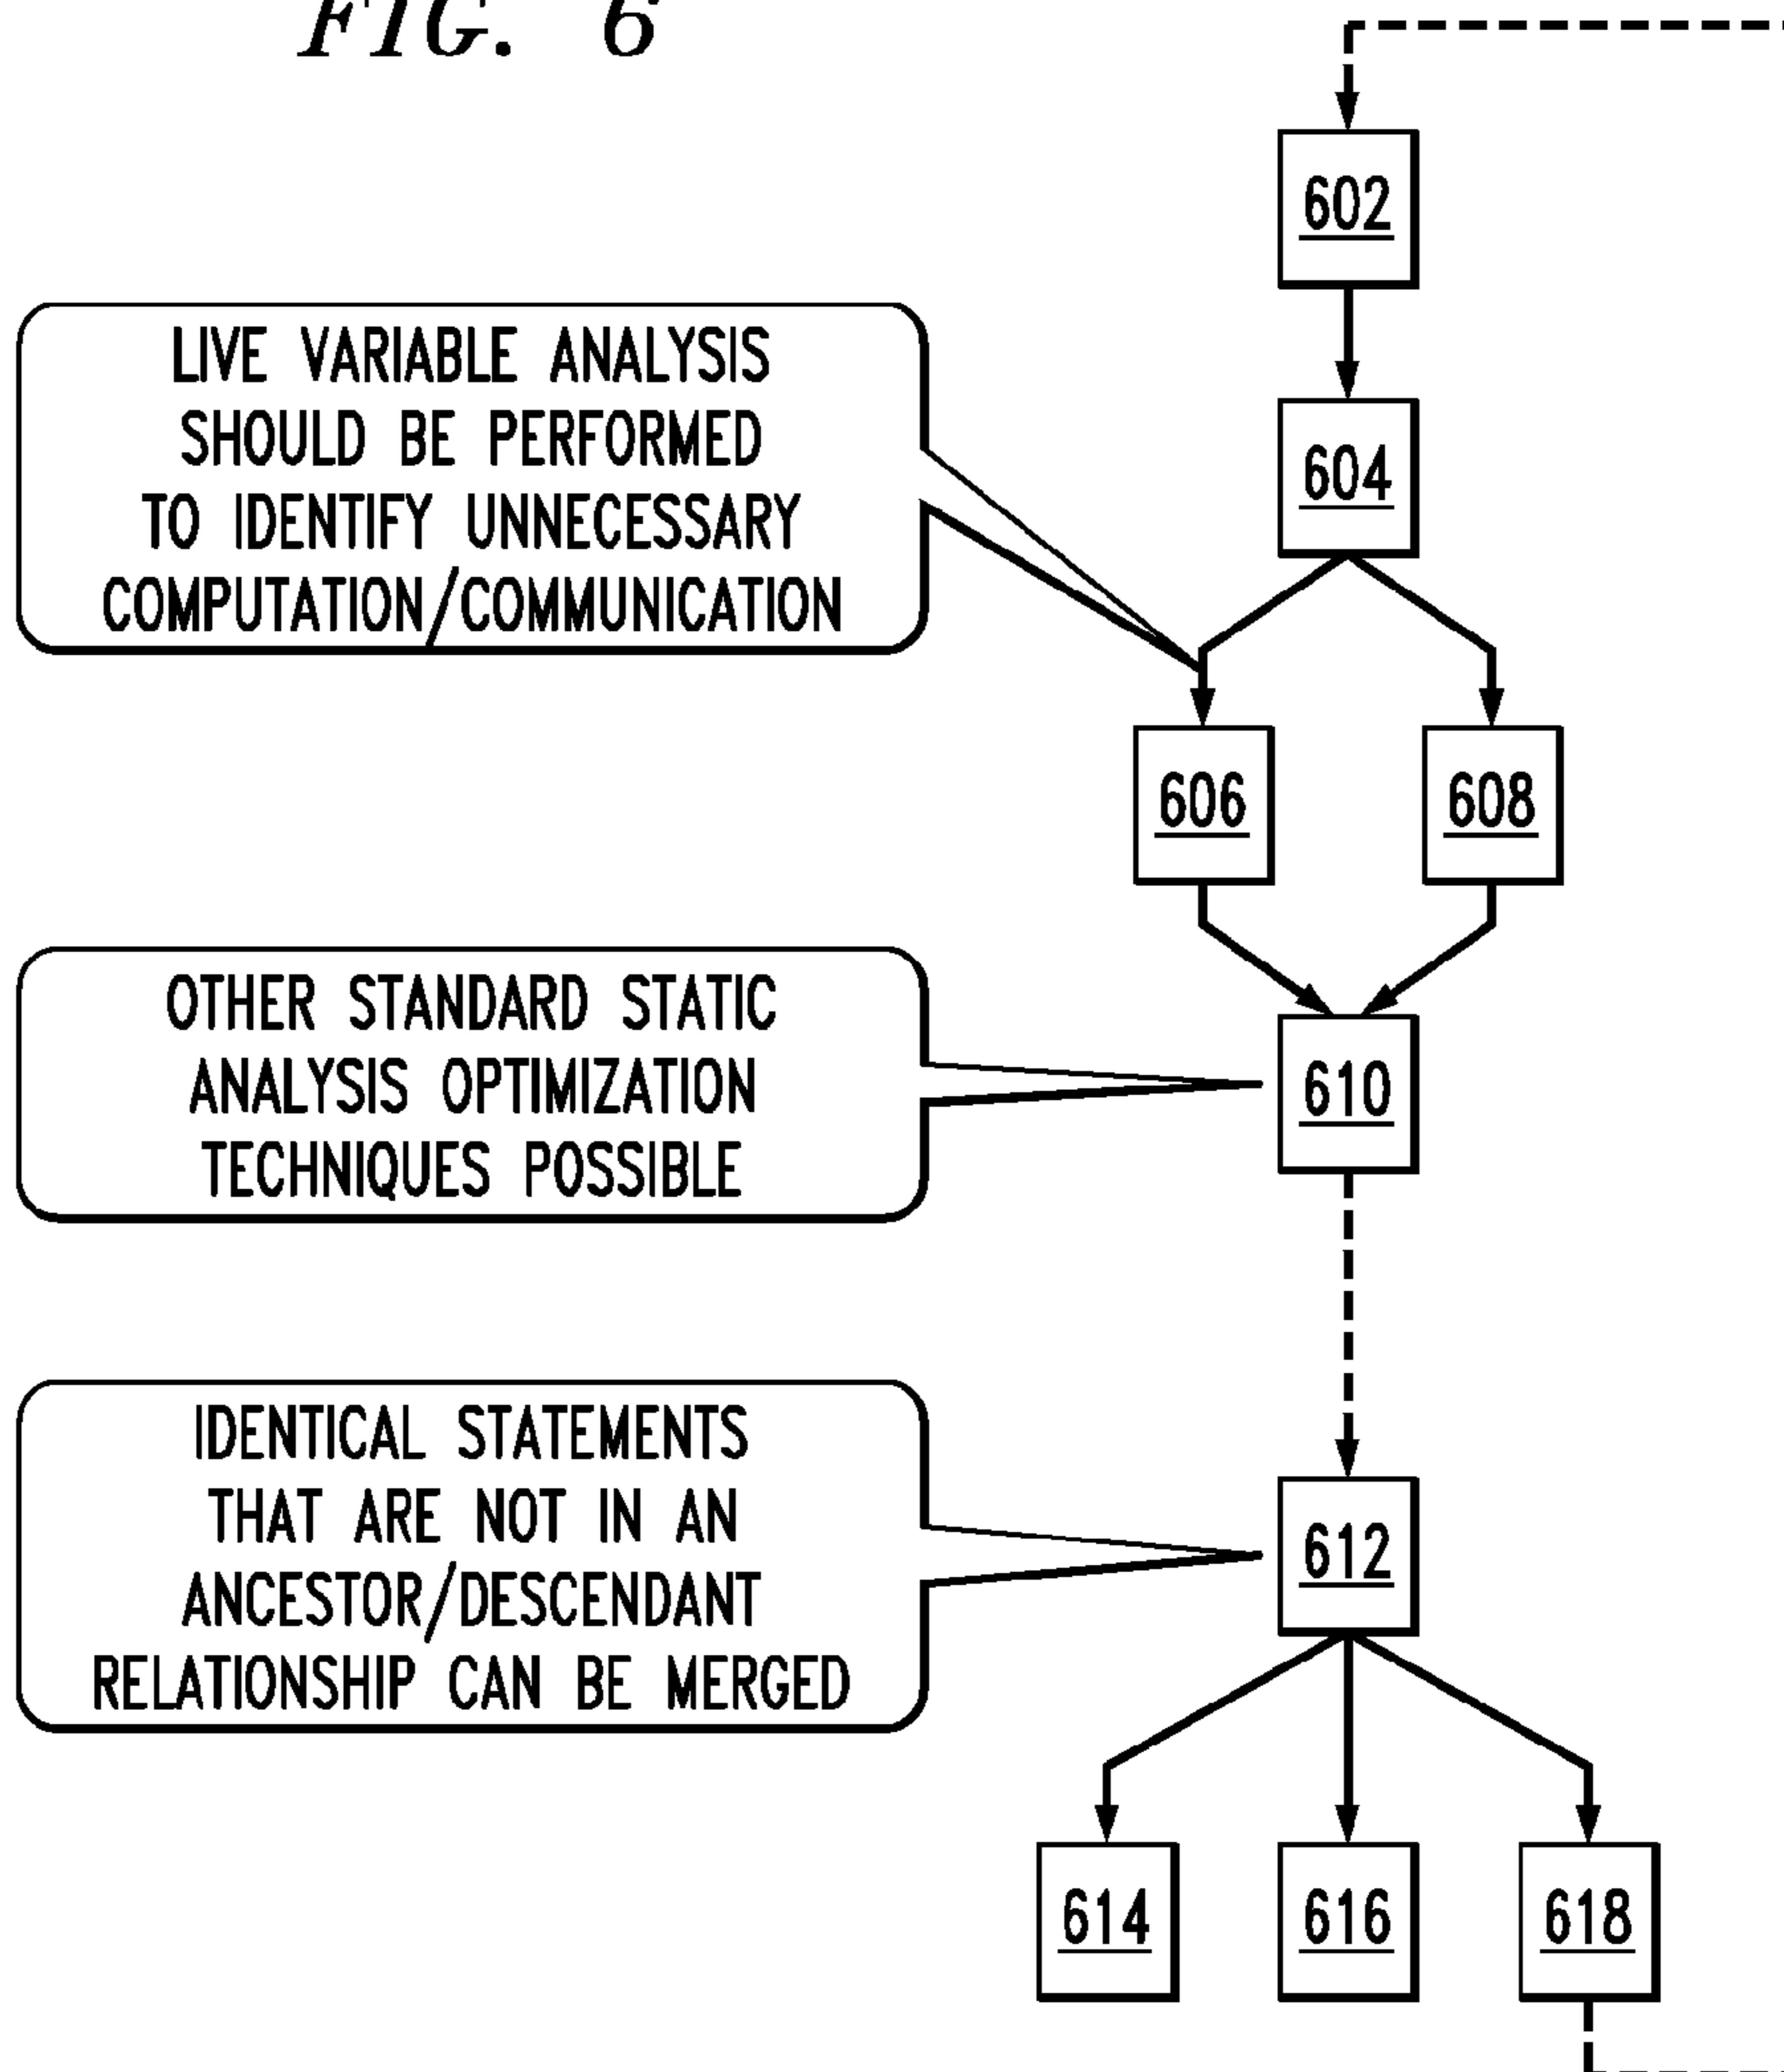 FIG. 6
602
LIVE VARIABLE ANALYSIS
SHOULD BE PERFORMED
TO IDENTIFY UNNECESSARY
COMPUTATION/COMMUNICATION
604
606
608
OTHER STANDARD STATIC
ANALYSIS OPTIMIZATION
TECHNIQUES POSSIBLE
610
IDENTICAL STATEMENTS
THAT ARE NOT IN AN
ANCESTOR/DESCENDANT
RELATIONSHIP CAN BE MERGED
612
614
616
618